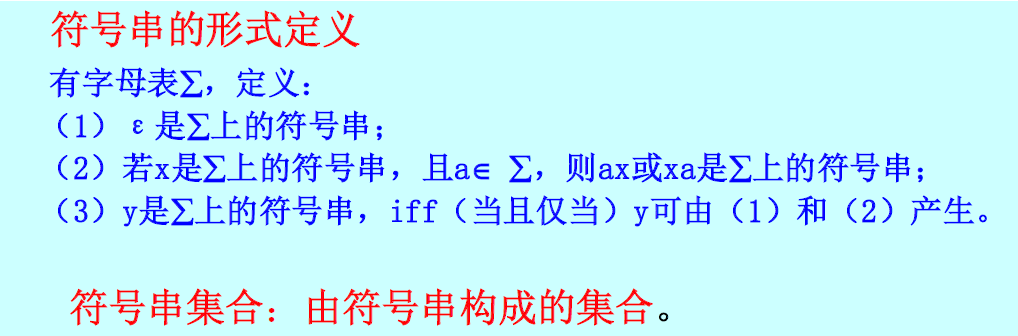 符号串的形式定义
有字母表∑，定义：
（1）ε是∑上的符号串；
（2）若x是∑上的符号串，且a∈ ∑，则ax或xa是∑上的符号串；
（3）y是∑上的符号串，iff（当且仅当）y可由（1）和（2）产生。
符号串集合：由符号串构成的集合。